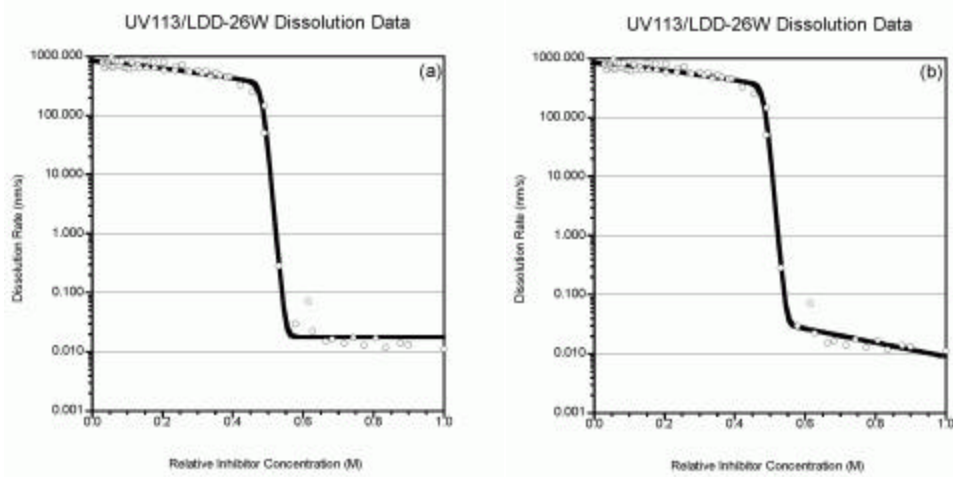 UV113/LDD-26W Dissolution Data
(a)
Dissolution Rate (nm/s)
1000.000
100.000
10.000
1.000
0.100
0.010
0.001
0.0 0.2 0.4 0.6 0.8 1.0
Relative Inhibitor Concentration (M)
UV113/LDD-26W Dissolution Data
(b)
Dissolution Rate (nm/s)
1000.000
100.000
10.000
1.000
0.100
0.010
0.001
0.0 0.2 0.4 0.6 0.8 1.0
Relative Inhibitor Concentration (M)